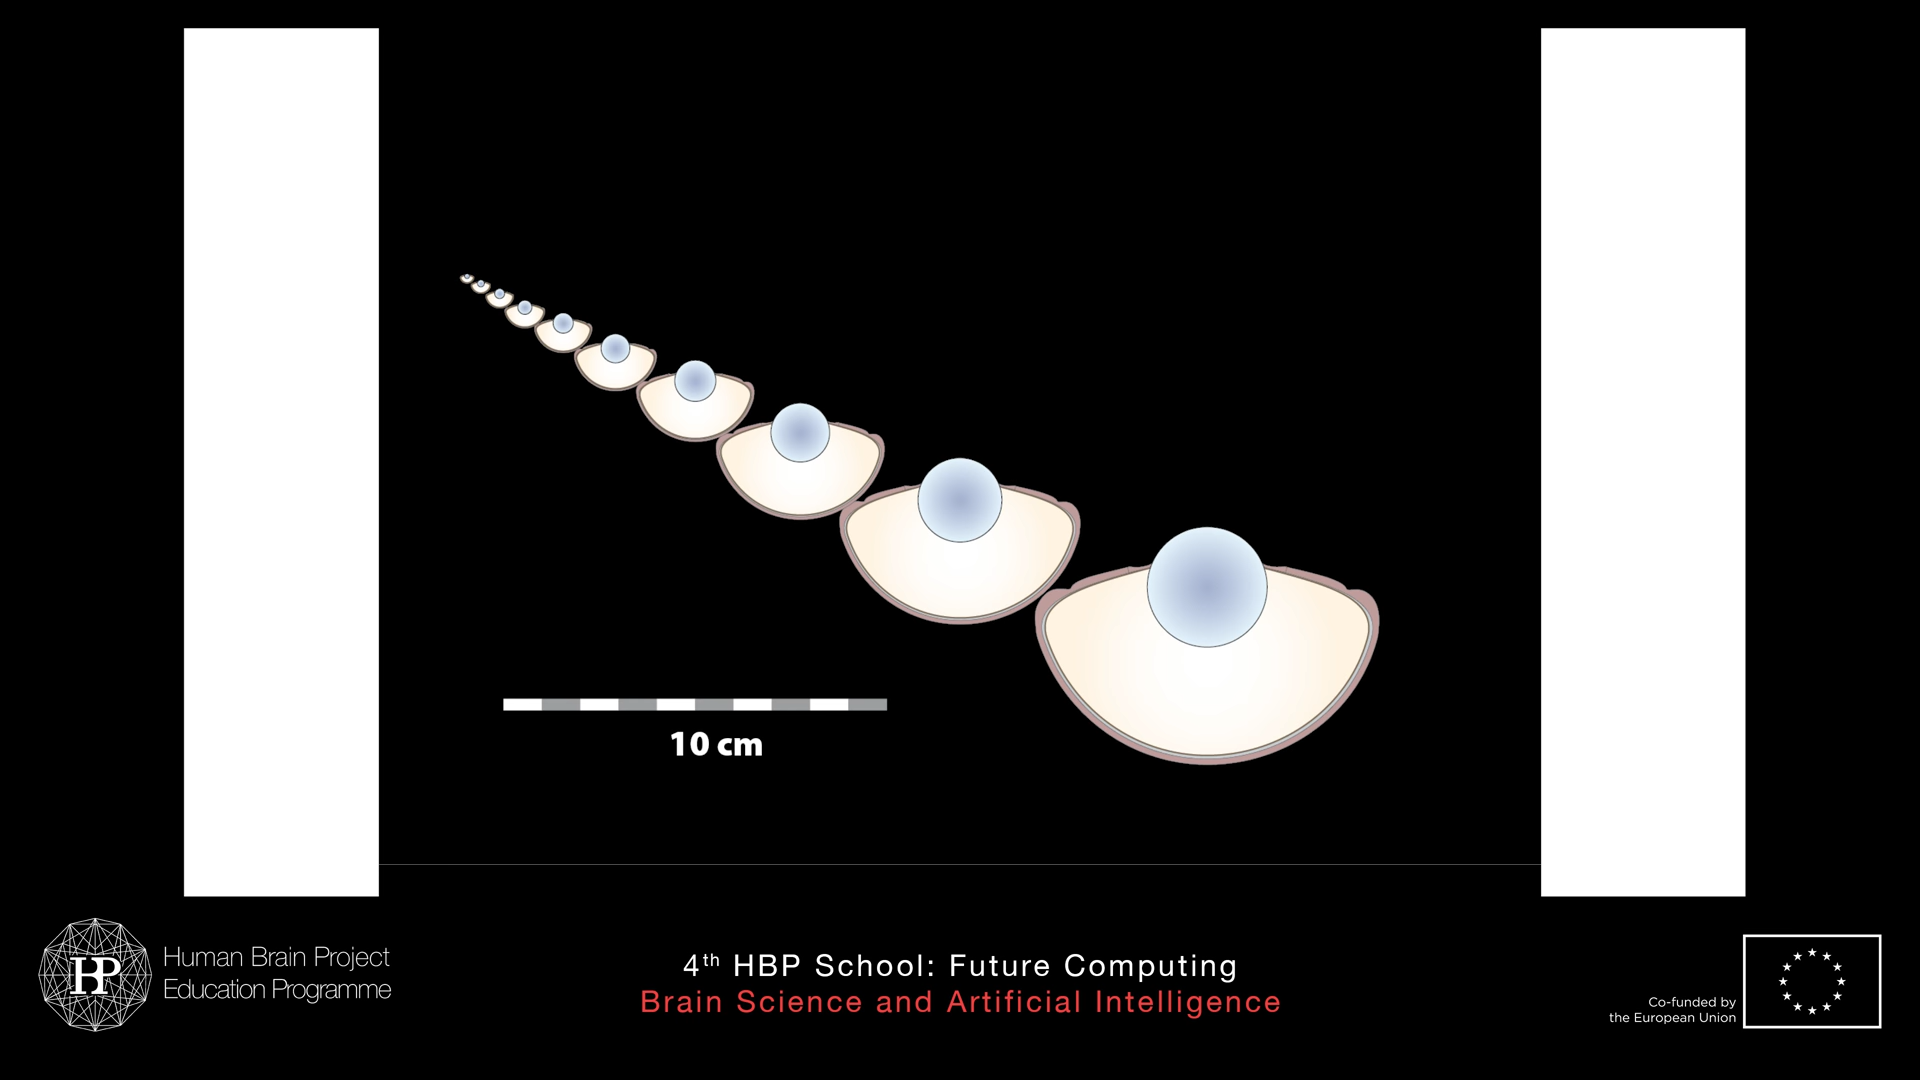 10 cm
HBP
Human Brain Project
Education Programme
4th HBP School: Future Computing
Brain Science and Artificial Intelligence
Co-funded by
the European Union